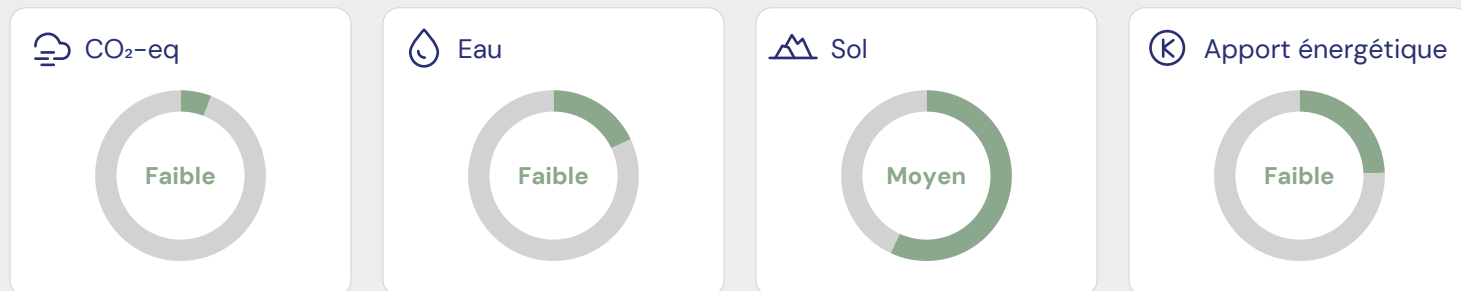 CO₂-eq
Faible
Eau
Faible
Sol
Moyen
Apport énergétique
Faible